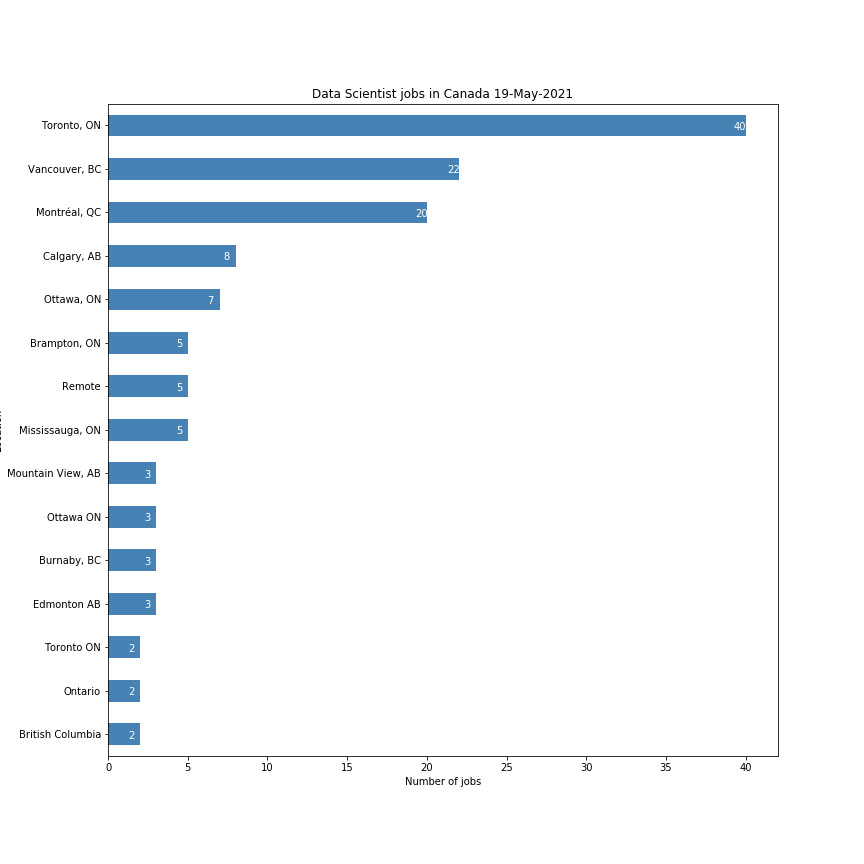 Data Scientist jobs in Canada 19-May-2021
Toronto, ON 40
Vancouver, BC 22
Montréal, QC 20
Calgary, AB 8
Ottawa, ON 7
Brampton, ON 5
Remote 5
Mississauga, ON 5
Mountain View, AB 3
Ottawa ON 3
Burnaby, BC 3
Edmonton AB 3
Toronto ON 2
Ontario 2
British Columbia 2
0 5 10 15 20 25 30 35 40
Number of jobs